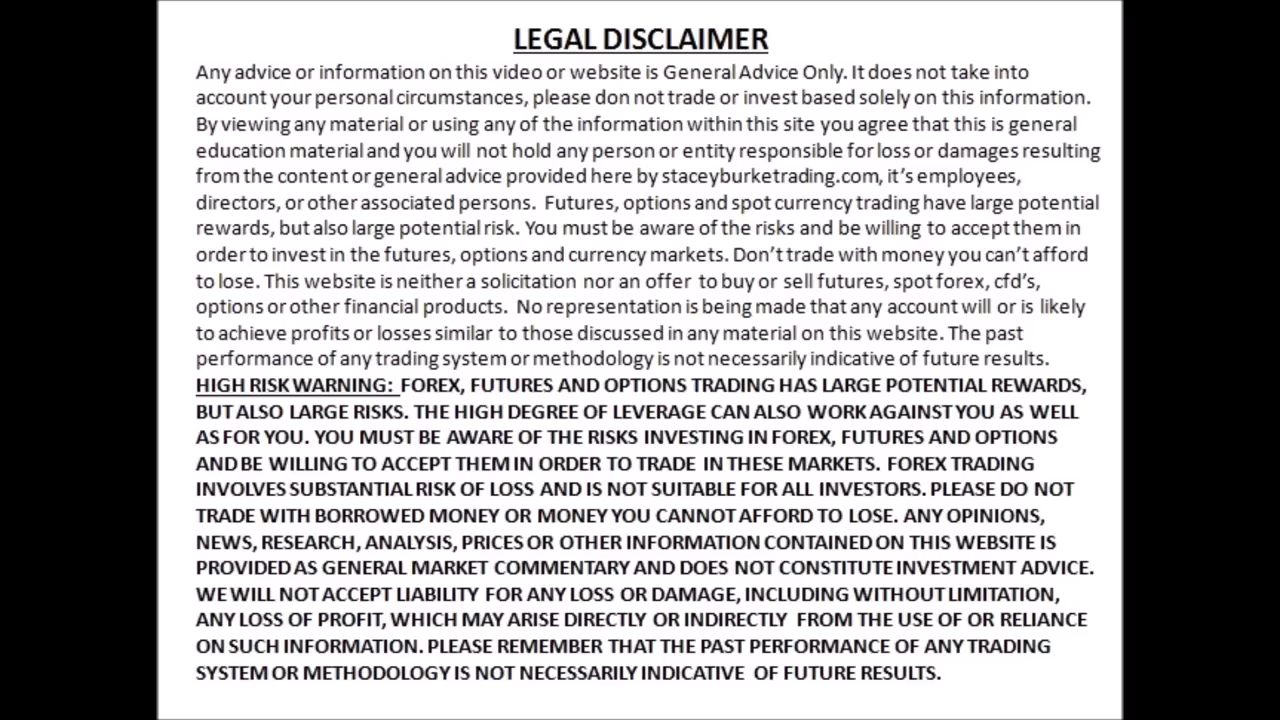 LEGAL DISCLAIMER
Any advice or information on this video or website is General Advice Only. It does not take into
account your personal circumstances, please don not trade or invest based solely on this information.
By viewing any material or using any of the information within this site you agree that this is general
education material and you will not hold any person or entity responsible for loss or damages resulting
from the content or general advice provided here by staceyburketrading.com, it's employees,
directors, or other associated persons.  Futures, options and spot currency trading have large potential
rewards, but also large potential risk. You must be aware of the risks and be willing to accept them in
order to invest in the futures, options and currency markets. Don't trade with money you can't afford
to lose. This website is neither a solicitation nor an offer to buy or sell futures, spot forex, cfd's,
options or other financial products.  No representation is being made that any account will or is likely
to achieve profits or losses similar to those discussed in any material on this website. The past
performance of any trading system or methodology is not necessarily indicative of future results.
HIGH RISK WARNING:  FOREX, FUTURES AND OPTIONS TRADING HAS LARGE POTENTIAL REWARDS,
BUT ALSO LARGE RISKS. THE HIGH DEGREE OF LEVERAGE CAN ALSO WORK AGAINST YOU AS WELL
AS FOR YOU. YOU MUST BE AWARE OF THE RISKS INVESTING IN FOREX, FUTURES AND OPTIONS
AND BE WILLING TO ACCEPT THEM IN ORDER TO TRADE IN THESE MARKETS.  FOREX TRADING
INVOLVES SUBSTANTIAL RISK OF LOSS AND IS NOT SUITABLE FOR ALL INVESTORS. PLEASE DO NOT
TRADE WITH BORROWED MONEY OR MONEY YOU CANNOT AFFORD TO LOSE. ANY OPINIONS,
NEWS, RESEARCH, ANALYSIS, PRICES OR OTHER INFORMATION CONTAINED ON THIS WEBSITE IS
PROVIDED AS GENERAL MARKET COMMENTARY AND DOES NOT CONSTITUTE INVESTMENT ADVICE.
WE WILL NOT ACCEPT LIABILITY FOR ANY LOSS OR DAMAGE, INCLUDING WITHOUT LIMITATION,
ANY LOSS OF PROFIT, WHICH MAY ARISE DIRECTLY OR INDIRECTLY  FROM THE USE OF OR RELIANCE
ON SUCH INFORMATION. PLEASE REMEMBER THAT THE PAST PERFORMANCE OF ANY TRADING
SYSTEM OR METHODOLOGY IS NOT NECESSARILY INDICATIVE  OF FUTURE RESULTS.